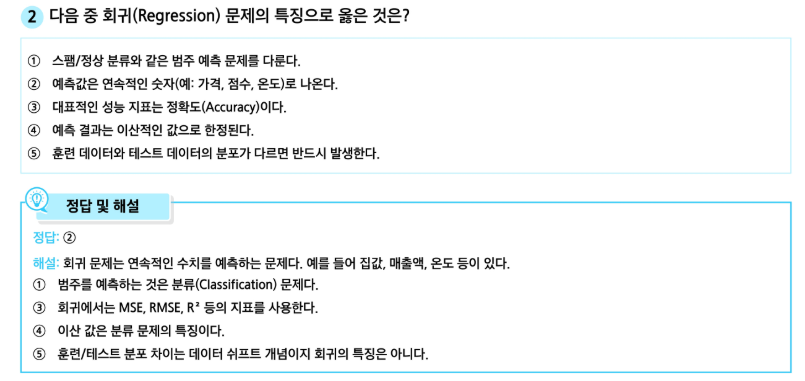 2 다음 중 회귀(Regression) 문제의 특징으로 옳은 것은?
① 스팸/정상 분류와 같은 범주 예측 문제를 다룬다.
② 예측값은 연속적인 숫자(예: 가격, 점수, 온도)로 나온다.
③ 대표적인 성능 지표는 정확도(Accuracy)이다.
④ 예측 결과는 이산적인 값으로 한정된다.
⑤ 훈련 데이터와 테스트 데이터의 분포가 다르면 반드시 발생한다.
정답 및 해설
정답: ②
해설: 회귀 문제는 연속적인 수치를 예측하는 문제다. 예를 들어 집값, 매출액, 온도 등이 있다.
① 범주를 예측하는 것은 분류(Classification) 문제다.
③ 회귀에서는 MSE, RMSE, R² 등의 지표를 사용한다.
④ 이산 값은 분류 문제의 특징이다.
⑤ 훈련/테스트 분포 차이는 데이터 쉬프트 개념이지 회귀의 특징은 아니다.